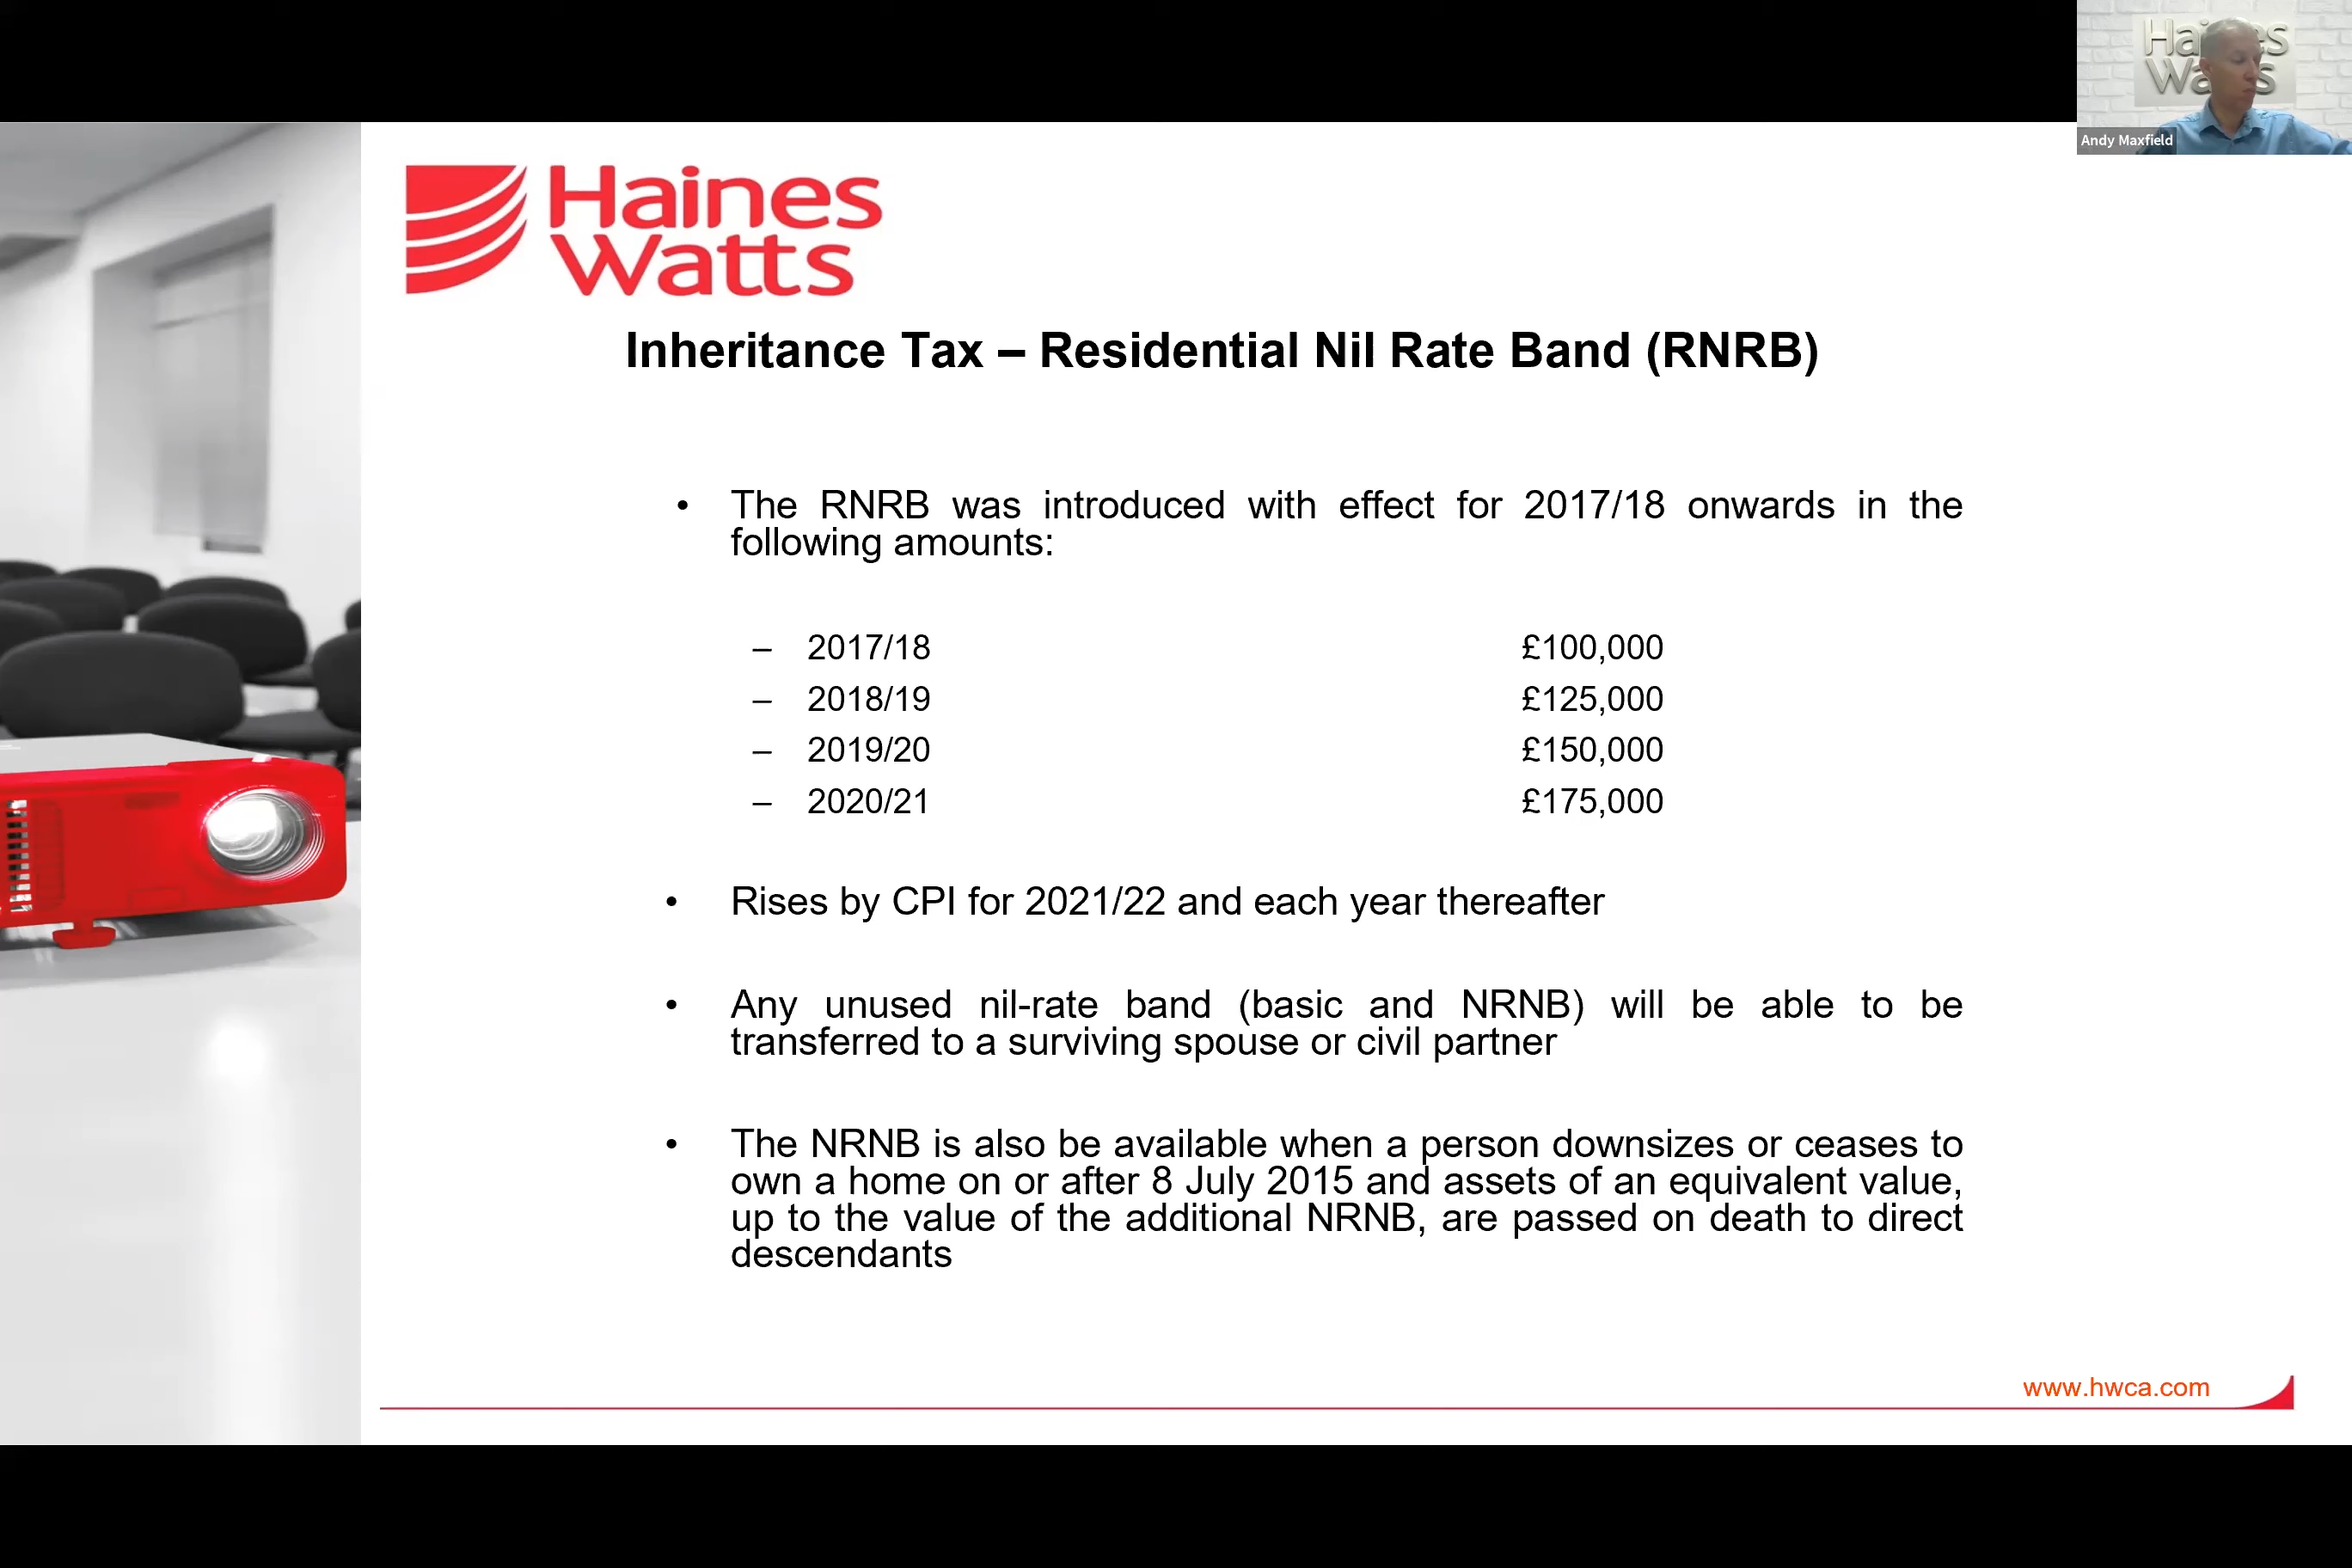 Haines
Watts
Andy Maxfield
Haines
Watts
Inheritance Tax – Residential Nil Rate Band (RNRB)
• The RNRB was introduced with effect for 2017/18 onwards in the
following amounts:
– 2017/18 £100,000
– 2018/19 £125,000
– 2019/20 £150,000
– 2020/21 £175,000
• Rises by CPI for 2021/22 and each year thereafter
• Any unused nil-rate band (basic and NRNB) will be able to be
transferred to a surviving spouse or civil partner
• The NRNB is also be available when a person downsizes or ceases to
own a home on or after 8 July 2015 and assets of an equivalent value,
up to the value of the additional NRNB, are passed on death to direct
descendants
www.hwca.com